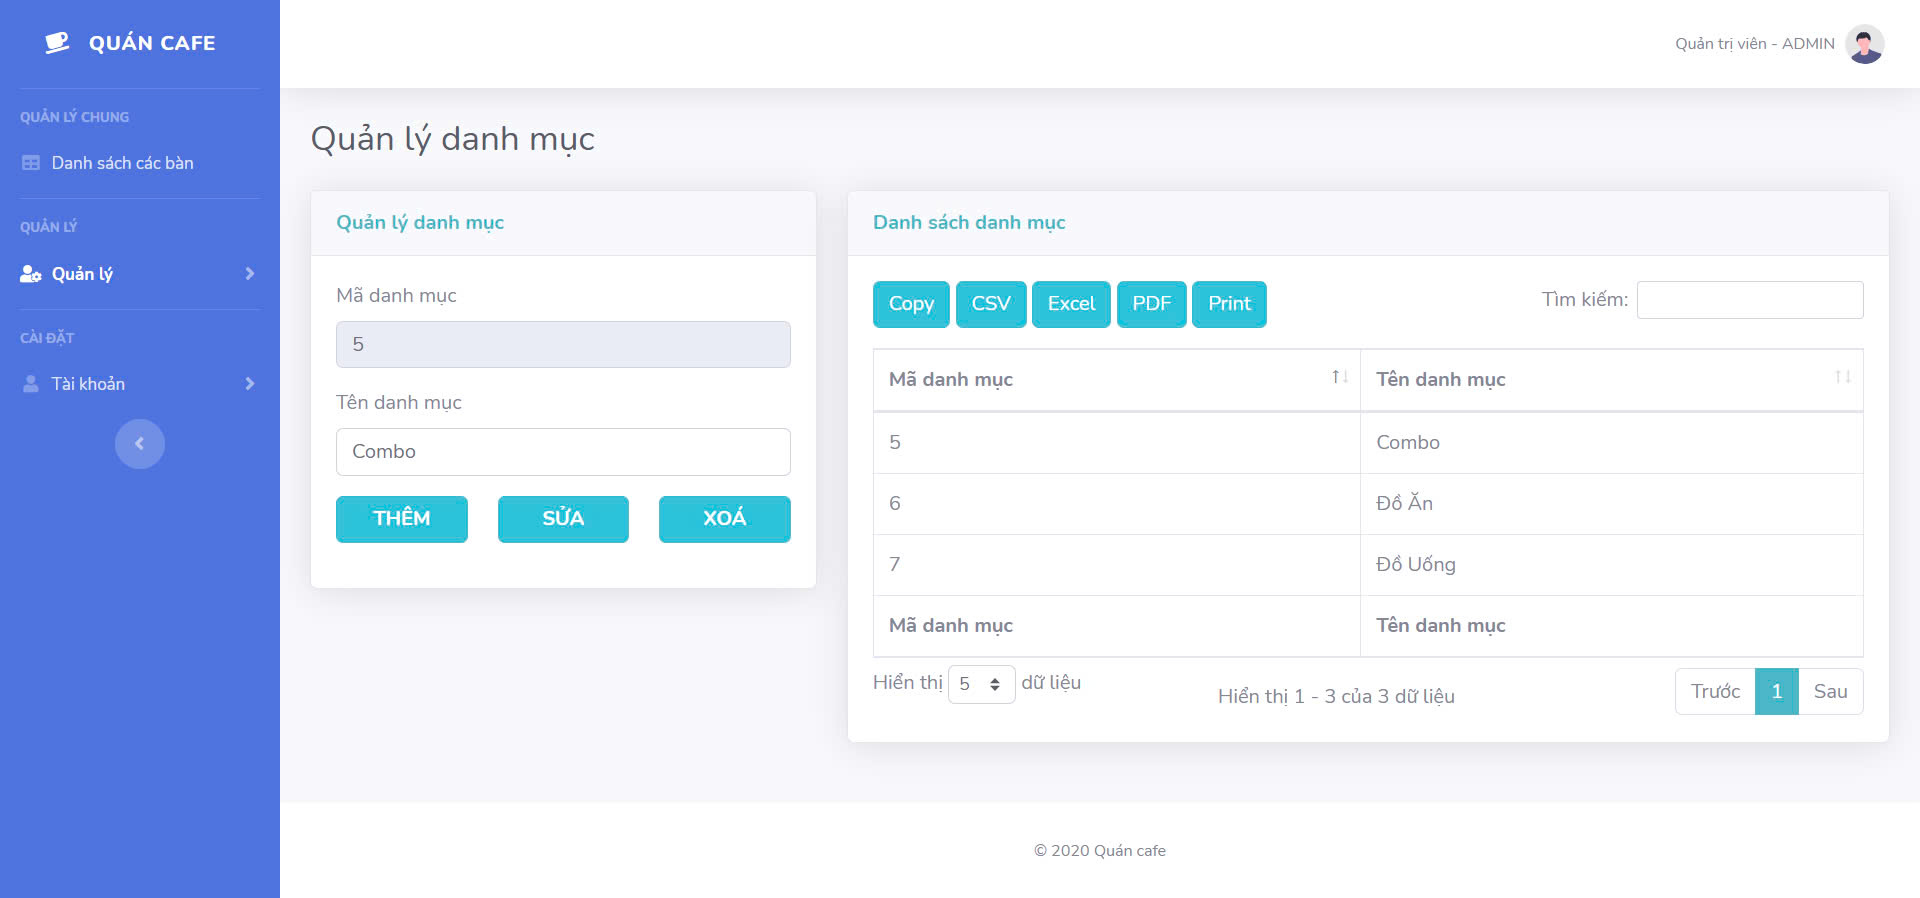 QUÁN CAFE
QUẢN LÝ CHUNG
Danh sách các bàn
QUẢN LÝ
Quản lý
CÀI ĐẶT
Tài khoản
Quản trị viên - ADMIN
Quản lý danh mục
Quản lý danh mục
Mã danh mục
5
Tên danh mục
Combo
THÊM SỬA XOÁ
Danh sách danh mục
Copy CSV Excel PDF Print
Tìm kiếm:
Mã danh mục Tên danh mục
5 Combo
6 Đồ Ăn
7 Đồ Uống
Mã danh mục Tên danh mục
Hiển thị 5 dữ liệu
Hiển thị 1 - 3 của 3 dữ liệu
Trước 1 Sau
© 2020 Quán cafe